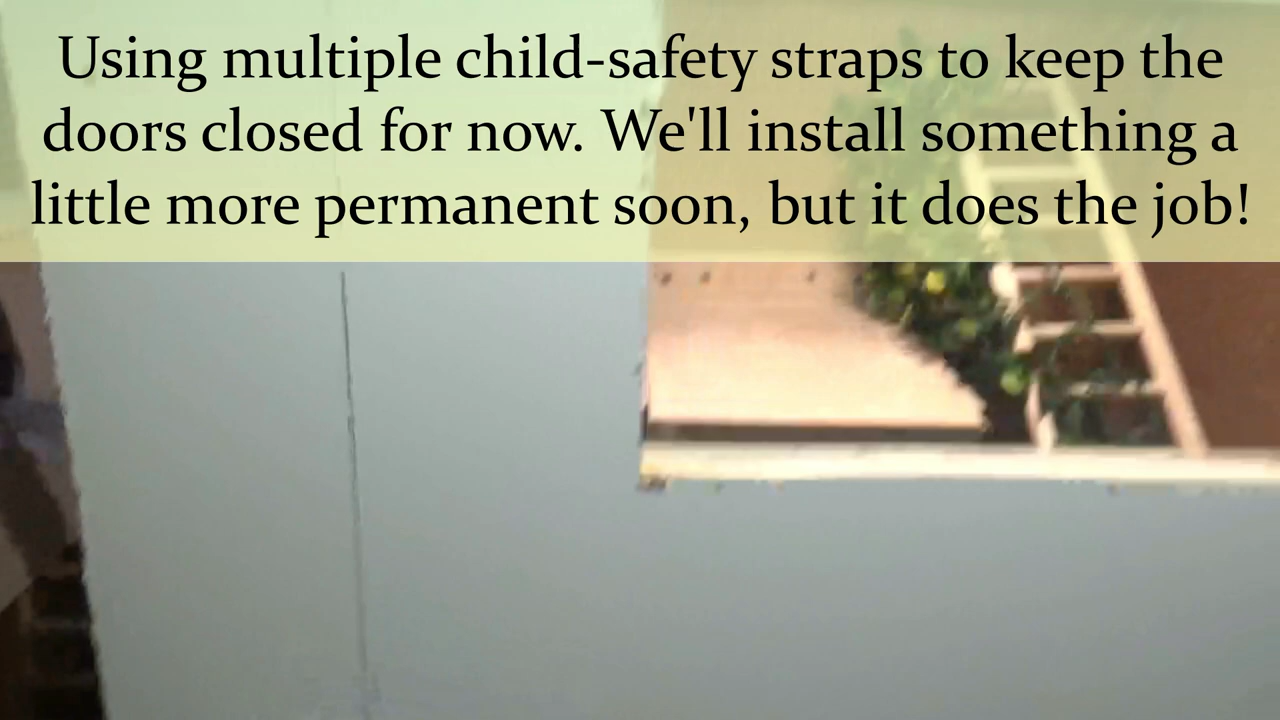 Using multiple child-safety straps to keep the
doors closed for now. We'll install something a
little more permanent soon, but it does the job!